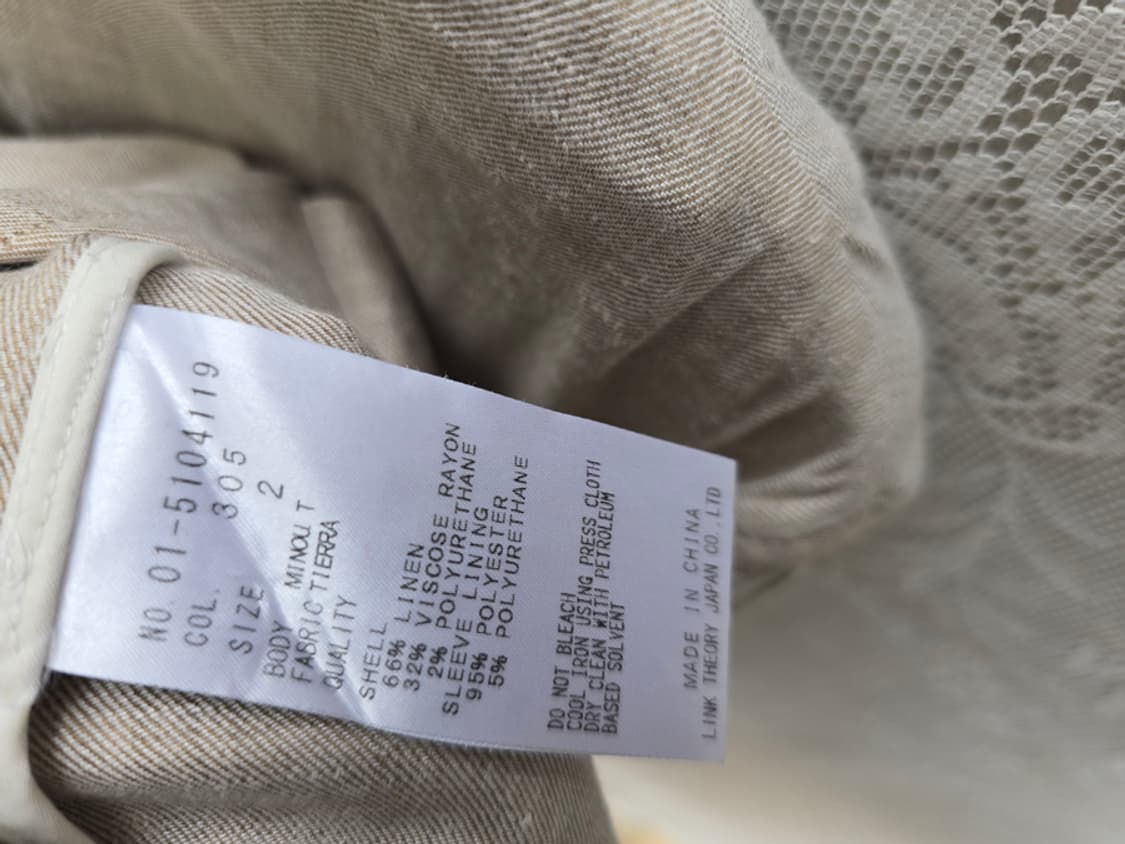 NO. 01-5104119
COL. 305
SIZE 2
BODY MINOU T
FABRIC TIERRA
QUALITY
SHELL
66% LINEN
32% VISCOSE RAYON
2% POLYURETHANE
SLEEVE LINING
95% POLYESTER
5% POLYURETHANE
DO NOT BLEACH
COOL IRON USING PRESS CLOTH
DRY CLEAN WITH PETROLEUM
BASED SOLVENT
MADE IN CHINA
LINK THEORY JAPAN CO.,LTD